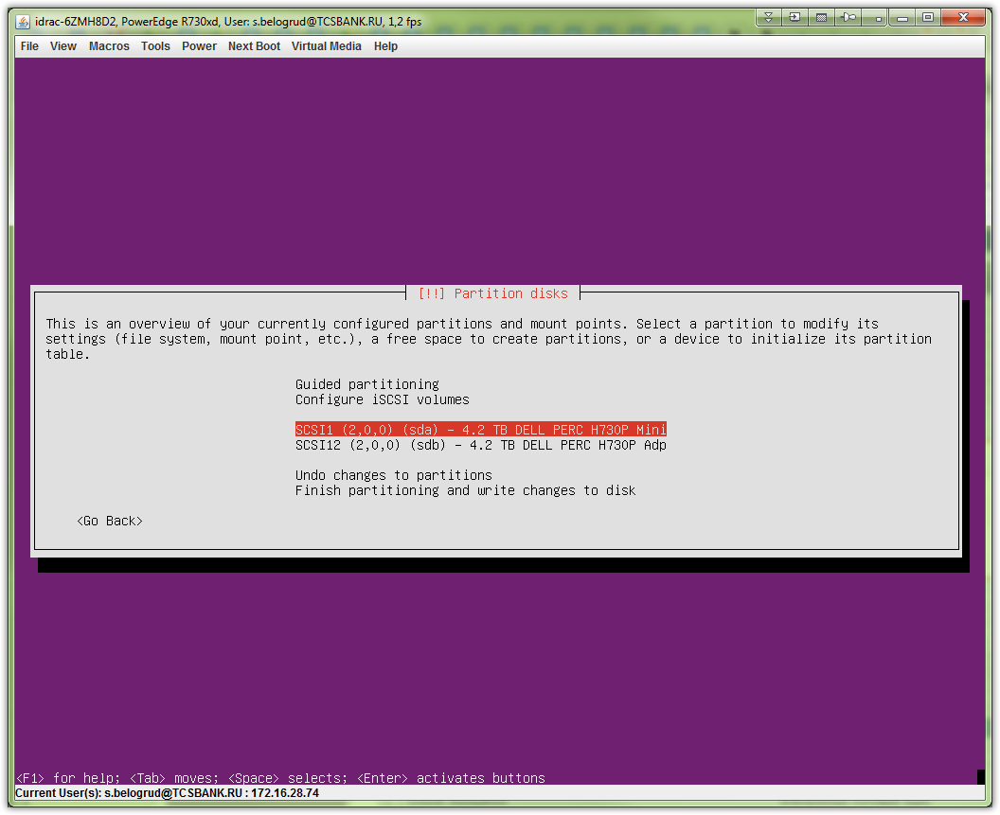 idrac-6ZMH8D2, PowerEdge R730xd, User: s.belogrud@TCSBANK.RU, 1,2 fps
File View Macros Tools Power Next Boot Virtual Media Help
[!!] Partition disks
This is an overview of your currently configured partitions and mount points. Select a partition to modify its
settings (file system, mount point, etc.), a free space to create partitions, or a device to initialize its partition
table.
Guided partitioning
Configure iSCSI volumes
SCSI1 (2,0,0) (sda) - 4.2 TB DELL PERC H730P Mini
SCSI12 (2,0,0) (sdb) - 4.2 TB DELL PERC H730P Adp
Undo changes to partitions
Finish partitioning and write changes to disk
<Go Back>
<F1> for help; <Tab> moves; <Space> selects; <Enter> activates buttons
Current User(s): s.belogrud@TCSBANK.RU : 172.16.28.74